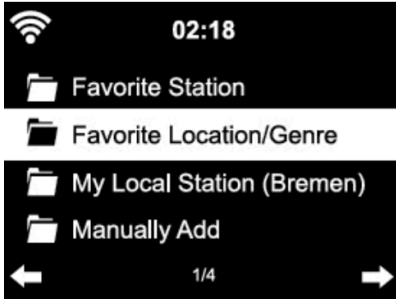 02:18
Favorite Station
Favorite Location/Genre
My Local Station (Bremen)
Manually Add
1/4